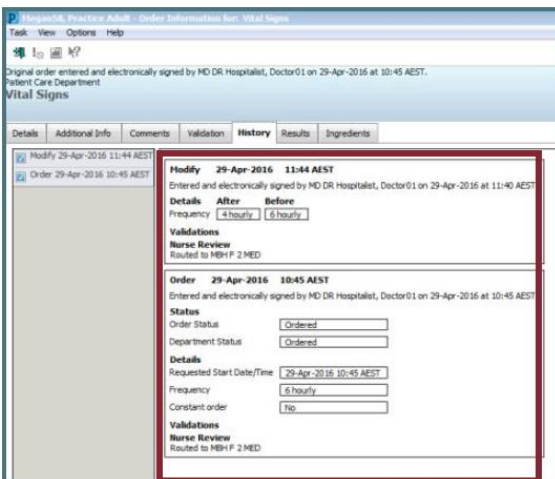 Megan58, Practice Adult - Order Information for: Vital Signs
Task View Options Help
Original order entered and electronically signed by MD DR Hospitalist, Doctor01 on 29-Apr-2016 at 10:45 AEST.
Patient Care Department
Vital Signs
Details Additional Info Comments Validation History Results Ingredients
Modify 29-Apr-2016 11:44 AEST
Order 29-Apr-2016 10:45 AEST
Modify 29-Apr-2016 11:44 AEST
Entered and electronically signed by MD DR Hospitalist, Doctor01 on 29-Apr-2016 at 11:40 AEST
Details After Before
Frequency 4 hourly 6 hourly
Validations
Nurse Review
Routed to MBH F 2 MED
Order 29-Apr-2016 10:45 AEST
Entered and electronically signed by MD DR Hospitalist, Doctor01 on 29-Apr-2016 at 10:45 AEST
Status
Order Status Ordered
Department Status Ordered
Details
Requested Start Date/Time 29-Apr-2016 10:45 AEST
Frequency 6 hourly
Constant order No
Validations
Nurse Review
Routed to MBH F 2 MED